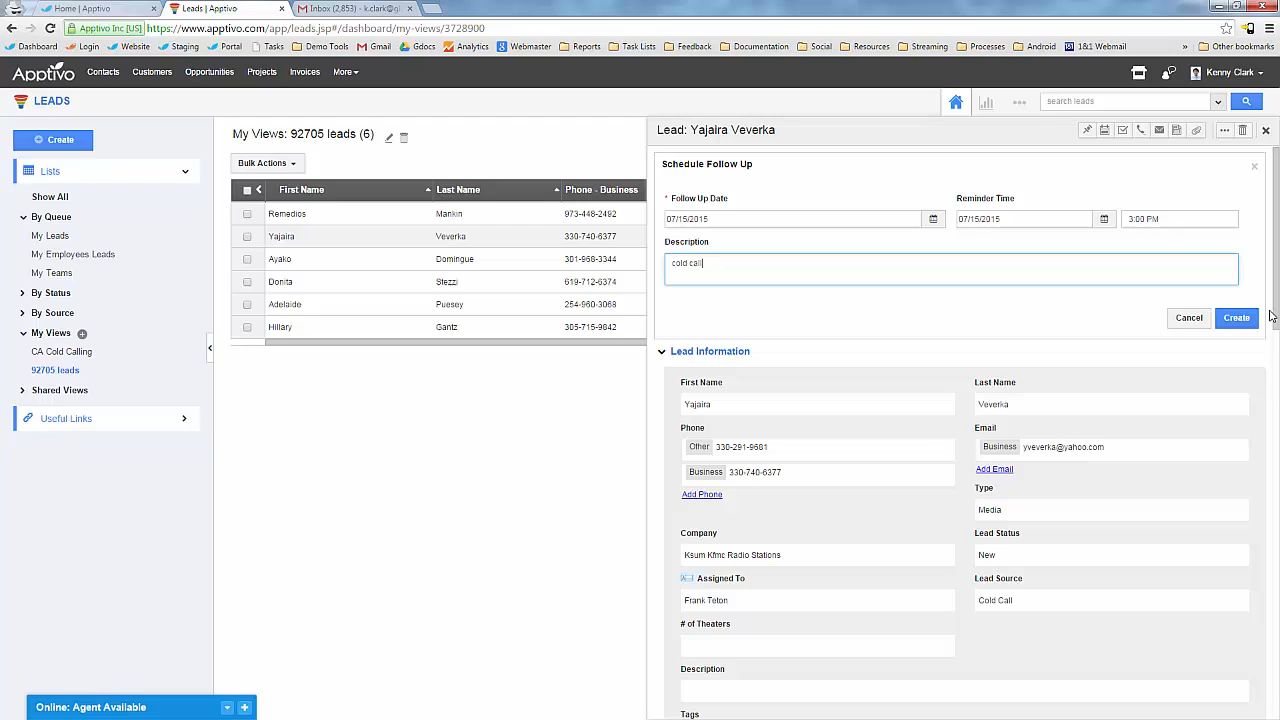 Home | Apptivo
Leads | Apptivo
Inbox (2,853) - k.clark@gl
Apptivo Inc [US] https://www.apptivo.com/app/leads.jsp#/dashboard/my-views/3728900
Dashboard Login Website Staging Portal Tasks Demo Tools Gmail Gdocs Analytics Webmaster Reports Task Lists Feedback Documentation Social Resources Streaming Processes Android 1&1 Webmail » Other bookmarks
Apptivo Contacts Customers Opportunities Projects Invoices More Kenny Clark
LEADS
search leads
Create
Lists
Show All
By Queue
My Leads
My Employees Leads
My Teams
By Status
By Source
My Views
CA Cold Calling
92705 leads
Shared Views
Useful Links
My Views: 92705 leads (6)
Bulk Actions
First Name Last Name Phone - Business
Remedios Mankin 973-448-2492
Yajaira Veverka 330-740-6377
Ayako Domingue 301-968-3344
Donita Stezzi 619-712-6374
Adelaide Puesey 254-960-3068
Hillary Gantz 305-715-9842
Lead: Yajaira Veverka
Schedule Follow Up
* Follow Up Date Reminder Time
07/15/2015 07/15/2015 3:00 PM
Description
cold call
Cancel Create
Lead Information
First Name Last Name
Yajaira Veverka
Phone Email
Other 330-291-9681 Business yveverka@yahoo.com
Business 330-740-6377 Add Email
Add Phone Type
Media
Company Lead Status
Ksum Kfmc Radio Stations New
Assigned To Lead Source
Frank Teton Cold Call
# of Theaters
Description
Tags
Online: Agent Available